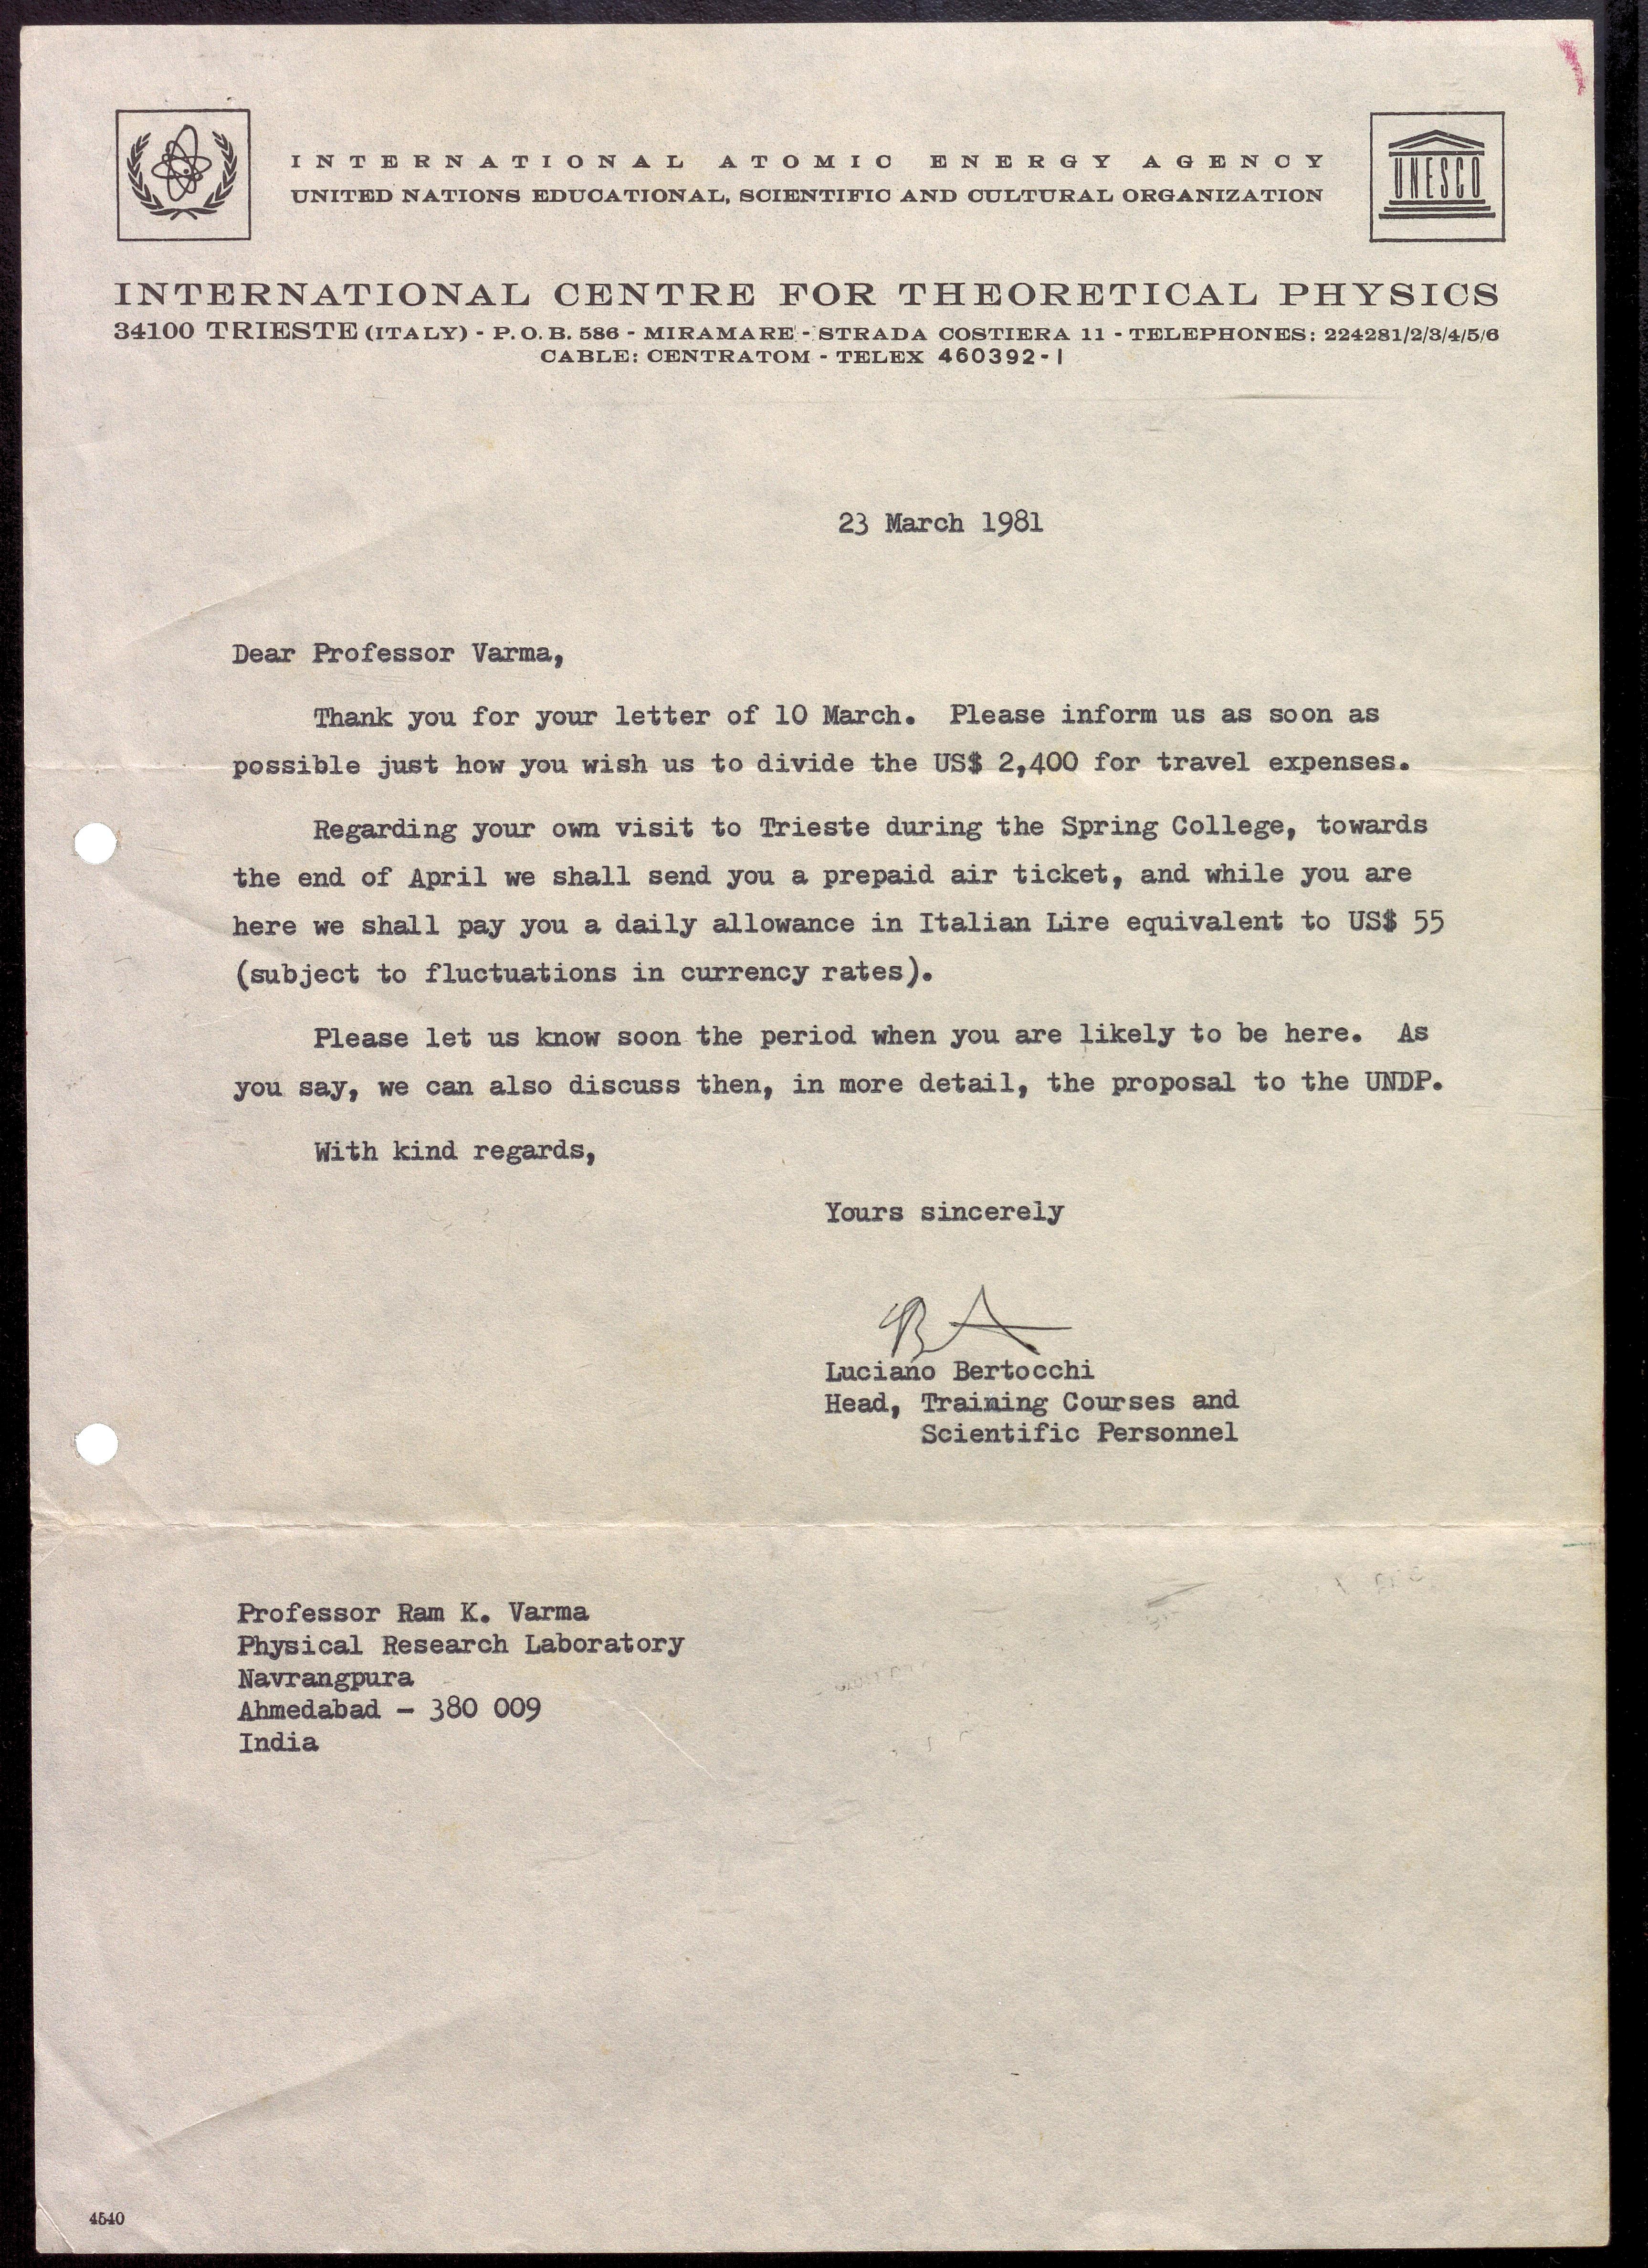 INTERNATIONAL ATOMIC ENERGY AGENCY
UNITED NATIONS EDUCATIONAL, SCIENTIFIC AND CULTURAL ORGANIZATION
UNESCO
INTERNATIONAL CENTRE FOR THEORETICAL PHYSICS
34100 TRIESTE (ITALY) - P.O.B. 586 - MIRAMARE - STRADA COSTIERA 11 - TELEPHONES: 224281/2/3/4/5/6
CABLE: CENTRATOM - TELEX 460392-I
23 March 1981
Dear Professor Varma,
Thank you for your letter of 10 March. Please inform us as soon as
possible just how you wish us to divide the US$ 2,400 for travel expenses.
Regarding your own visit to Trieste during the Spring College, towards
the end of April we shall send you a prepaid air ticket, and while you are
here we shall pay you a daily allowance in Italian Lire equivalent to US$ 55
(subject to fluctuations in currency rates).
Please let us know soon the period when you are likely to be here. As
you say, we can also discuss then, in more detail, the proposal to the UNDP.
With kind regards,
Yours sincerely
Luciano Bertocchi
Head, Training Courses and
Scientific Personnel
Professor Ram K. Varma
Physical Research Laboratory
Navrangpura
Ahmedabad - 380 009
India
4540